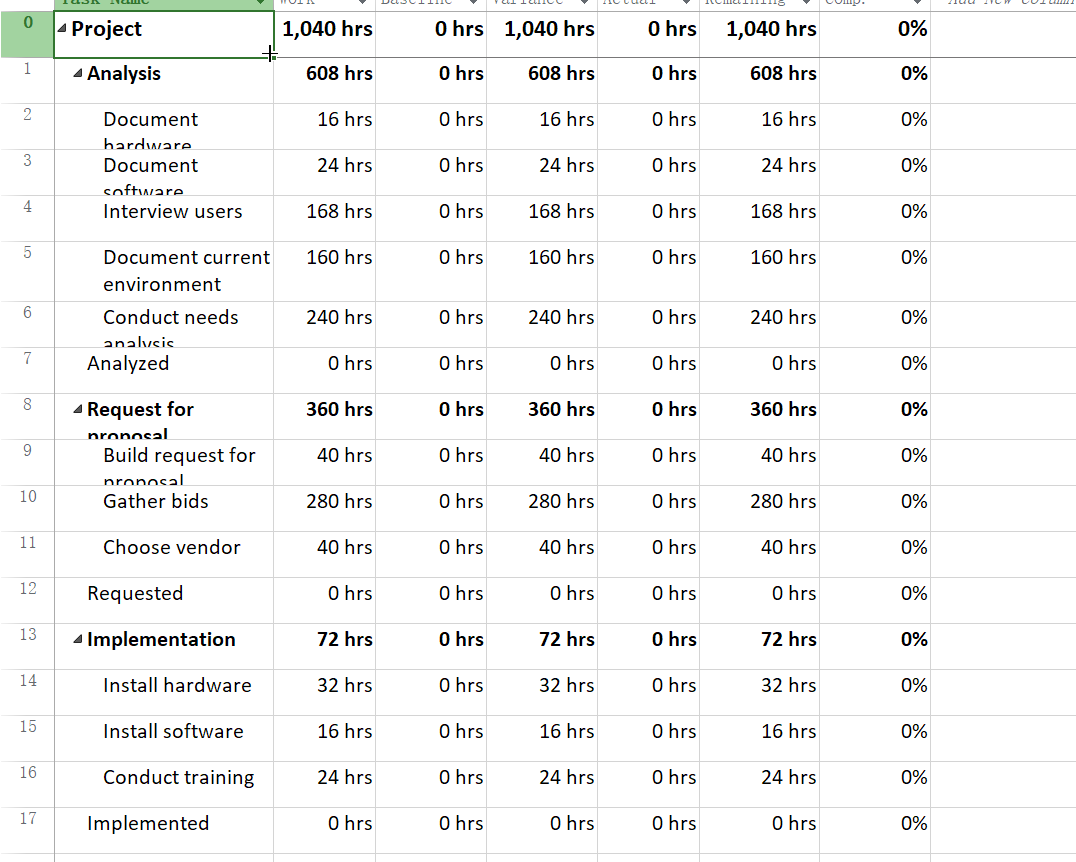 Task Name Work Baseline Variance Actual Remaining Comp. Add New Column
0 Project 1,040 hrs 0 hrs 1,040 hrs 0 hrs 1,040 hrs 0%
1 Analysis 608 hrs 0 hrs 608 hrs 0 hrs 608 hrs 0%
2 Document 16 hrs 0 hrs 16 hrs 0 hrs 16 hrs 0%
hardware
3 Document 24 hrs 0 hrs 24 hrs 0 hrs 24 hrs 0%
software
4 Interview users 168 hrs 0 hrs 168 hrs 0 hrs 168 hrs 0%
5 Document current 160 hrs 0 hrs 160 hrs 0 hrs 160 hrs 0%
environment
6 Conduct needs 240 hrs 0 hrs 240 hrs 0 hrs 240 hrs 0%
analysis
7 Analyzed 0 hrs 0 hrs 0 hrs 0 hrs 0 hrs 0%
8 Request for 360 hrs 0 hrs 360 hrs 0 hrs 360 hrs 0%
proposal
9 Build request for 40 hrs 0 hrs 40 hrs 0 hrs 40 hrs 0%
proposal
10 Gather bids 280 hrs 0 hrs 280 hrs 0 hrs 280 hrs 0%
11 Choose vendor 40 hrs 0 hrs 40 hrs 0 hrs 40 hrs 0%
12 Requested 0 hrs 0 hrs 0 hrs 0 hrs 0 hrs 0%
13 Implementation 72 hrs 0 hrs 72 hrs 0 hrs 72 hrs 0%
14 Install hardware 32 hrs 0 hrs 32 hrs 0 hrs 32 hrs 0%
15 Install software 16 hrs 0 hrs 16 hrs 0 hrs 16 hrs 0%
16 Conduct training 24 hrs 0 hrs 24 hrs 0 hrs 24 hrs 0%
17 Implemented 0 hrs 0 hrs 0 hrs 0 hrs 0 hrs 0%